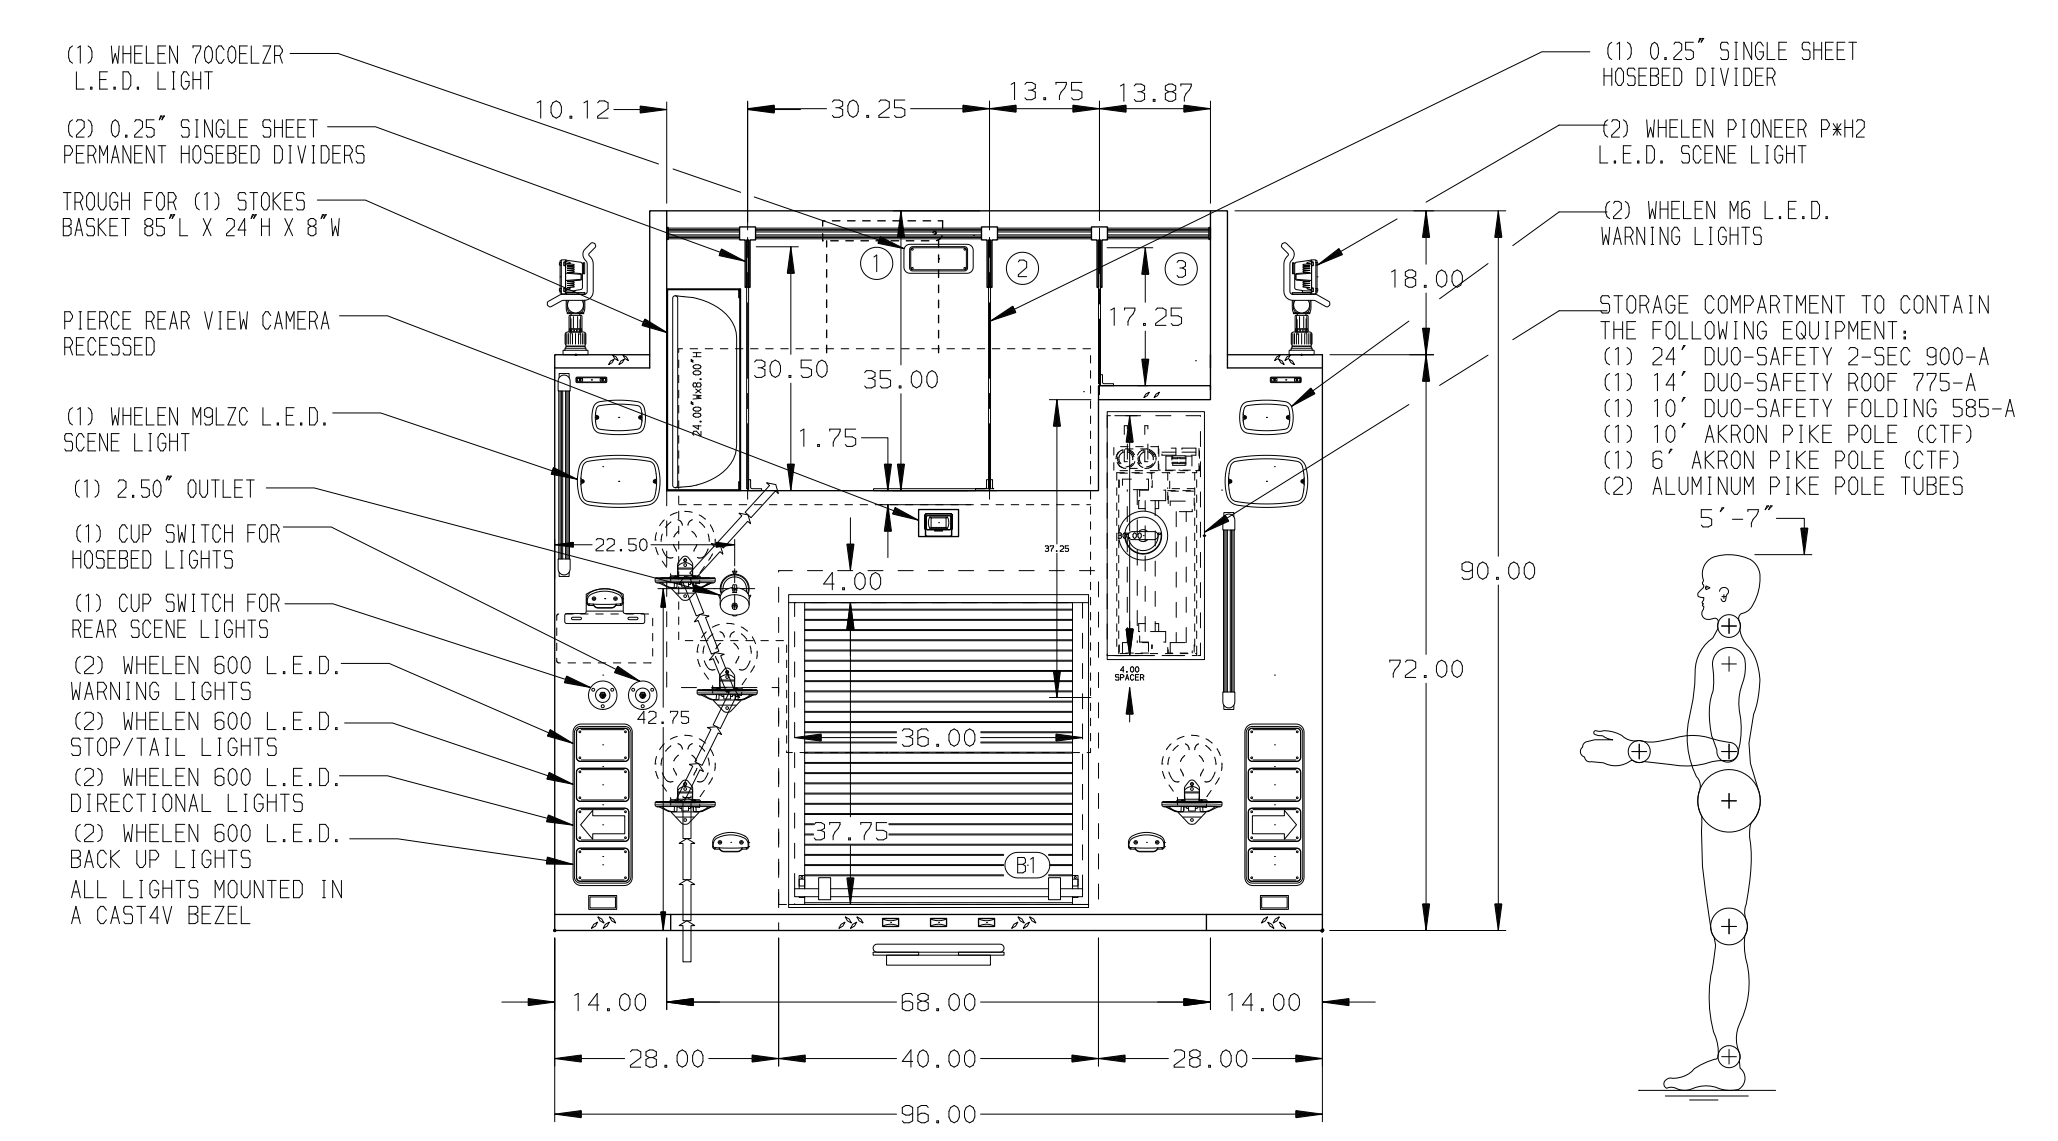 (1) WHELEN 70C0ELZR
L.E.D. LIGHT
(2) 0.25" SINGLE SHEET
PERMANENT HOSEBED DIVIDERS
TROUGH FOR (1) STOKES
BASKET 85"L X 24"H X 8"W
PIERCE REAR VIEW CAMERA
RECESSED
(1) WHELEN M9LZC L.E.D.
SCENE LIGHT
(1) 2.50" OUTLET
(1) CUP SWITCH FOR
HOSEBED LIGHTS
(1) CUP SWITCH FOR
REAR SCENE LIGHTS
(2) WHELEN 600 L.E.D.
WARNING LIGHTS
(2) WHELEN 600 L.E.D.
STOP/TAIL LIGHTS
(2) WHELEN 600 L.E.D.
DIRECTIONAL LIGHTS
(2) WHELEN 600 L.E.D.
BACK UP LIGHTS
ALL LIGHTS MOUNTED IN
A CAST4V BEZEL
10.12
30.25
13.75
13.87
1
2
3
18.00
17.25
30.50
35.00
24.00"Wx8.00"H
1.75
22.50
4.00
37.25
90.00
4.00
SPACER
72.00
42.75
36.00
37.75
B1
14.00
68.00
14.00
28.00
40.00
28.00
96.00
(1) 0.25" SINGLE SHEET
HOSEBED DIVIDER
(2) WHELEN PIONEER P*H2
L.E.D. SCENE LIGHT
(2) WHELEN M6 L.E.D.
WARNING LIGHTS
STORAGE COMPARTMENT TO CONTAIN
THE FOLLOWING EQUIPMENT:
(1) 24' DUO-SAFETY 2-SEC 900-A
(1) 14' DUO-SAFETY ROOF 775-A
(1) 10' DUO-SAFETY FOLDING 585-A
(1) 10' AKRON PIKE POLE (CTF)
(1) 6' AKRON PIKE POLE (CTF)
(2) ALUMINUM PIKE POLE TUBES
5'-7"